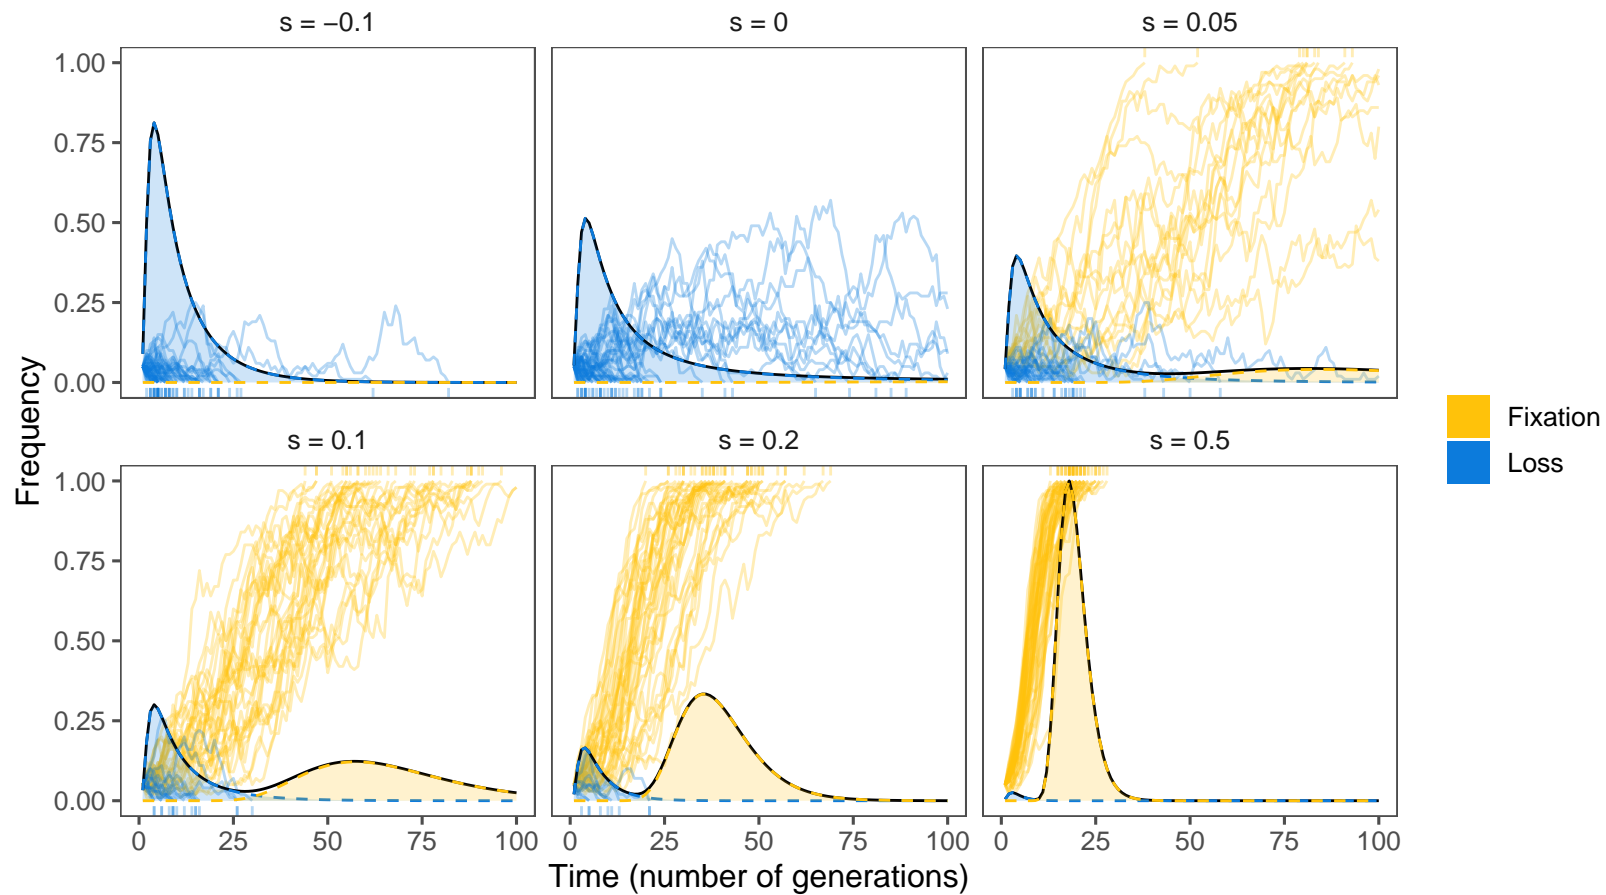 s = −0.1
s = 0
s = 0.05
1.00
0.75
0.50
0.25
0.00
s = 0.1
s = 0.2
s = 0.5
1.00
0.75
0.50
0.25
0.00
0 25 50 75 100
0 25 50 75 100
0 25 50 75 100
Frequency
Time (number of generations)
Fixation
Loss